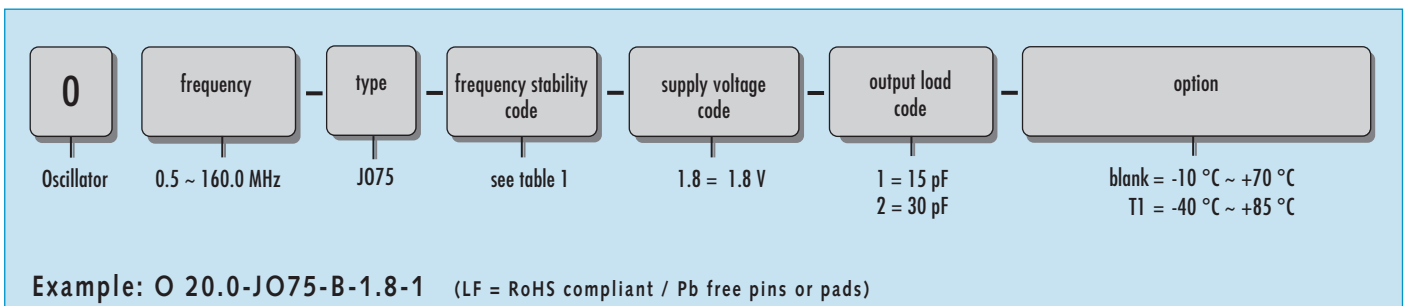 O
frequency
–
type
–
frequency stability
code
–
supply voltage
code
–
output load
code
–
option
Oscillator
0.5 ~ 160.0 MHz
JO75
see table 1
1.8 = 1.8 V
1 = 15 pF
2 = 30 pF
blank = -10 °C ~ +70 °C
T1 = -40 °C ~ +85 °C
Example: O 20.0-JO75-B-1.8-1 (LF = RoHS compliant / Pb free pins or pads)